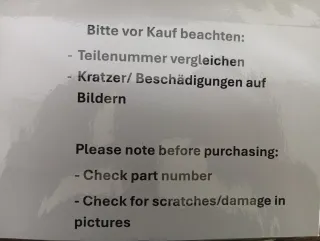 Bitte vor Kauf beachten:
- Teilenummer vergleichen
- Kratzer/ Beschädigungen auf
Bildern
Please note before purchasing:
- Check part number
- Check for scratches/damage in
pictures